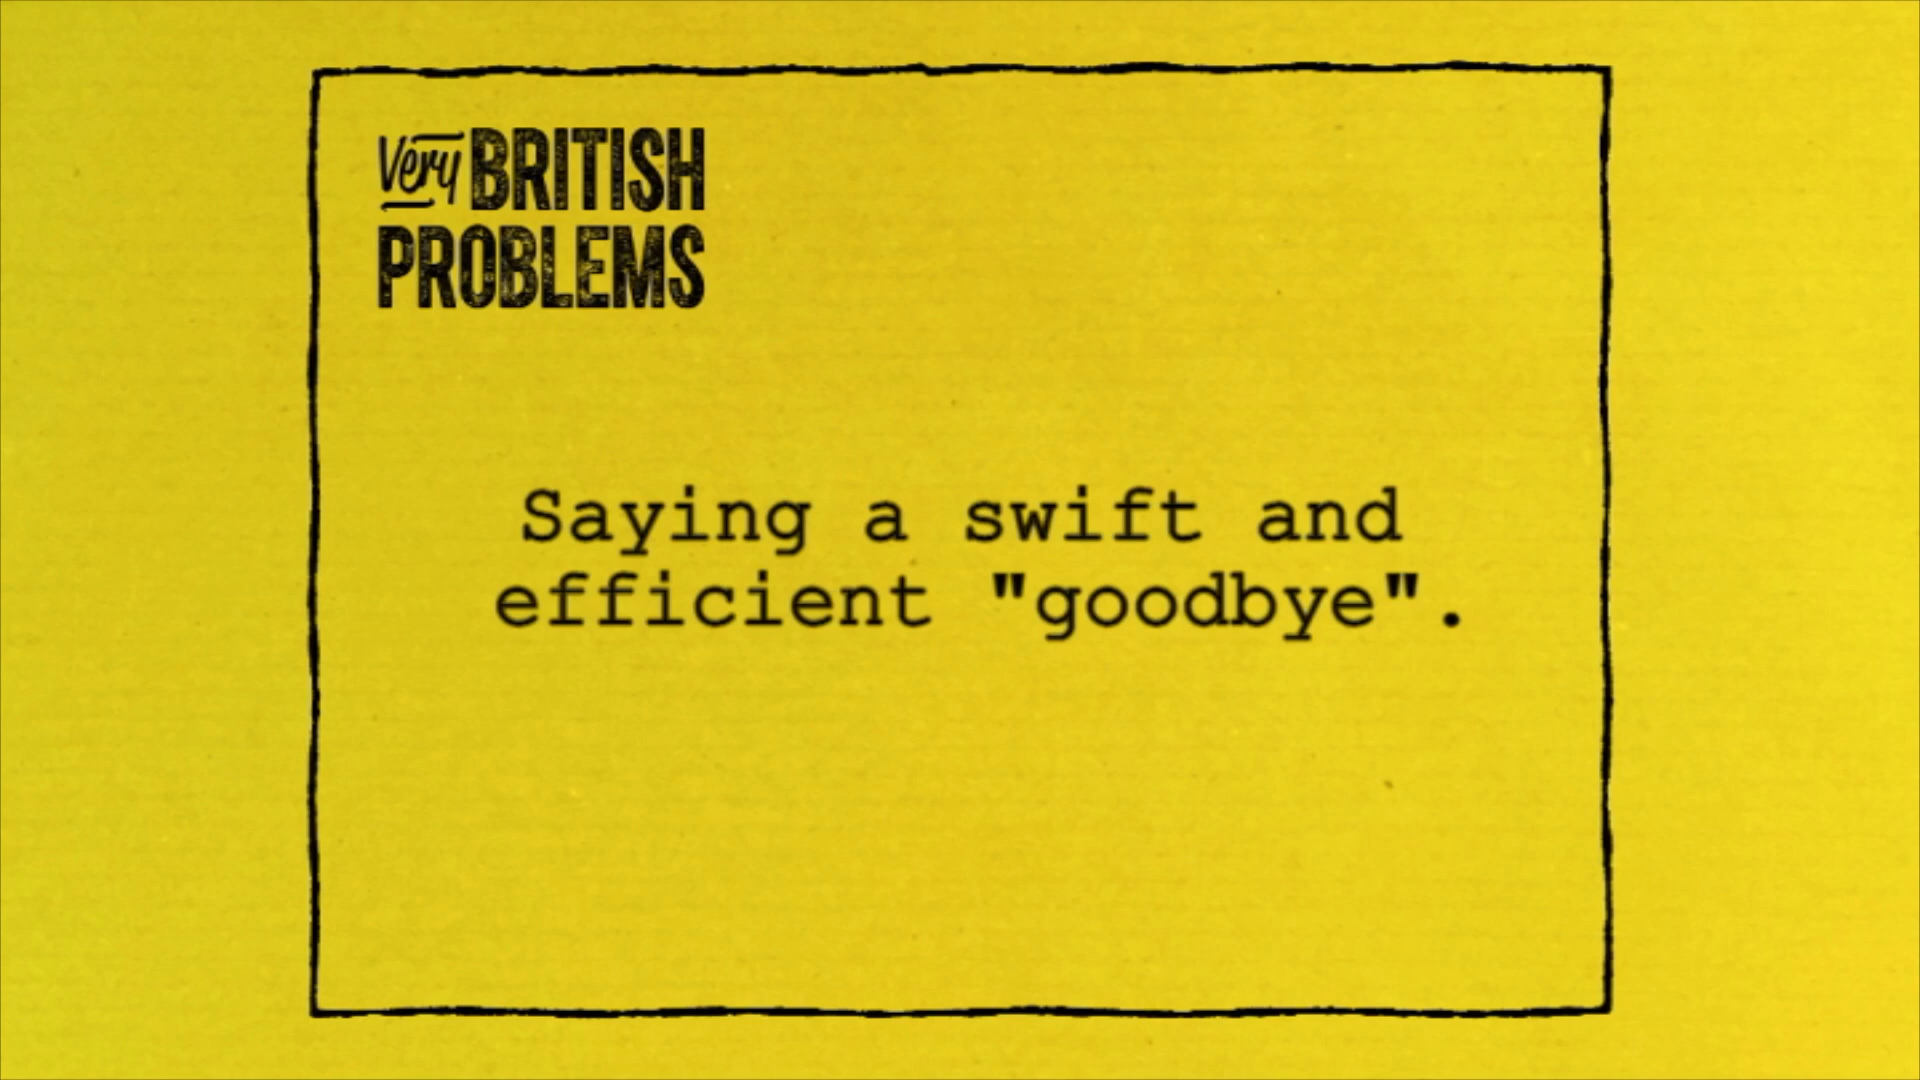 Very BRITISH
PROBLEMS
Saying a swift and
efficient "goodbye".